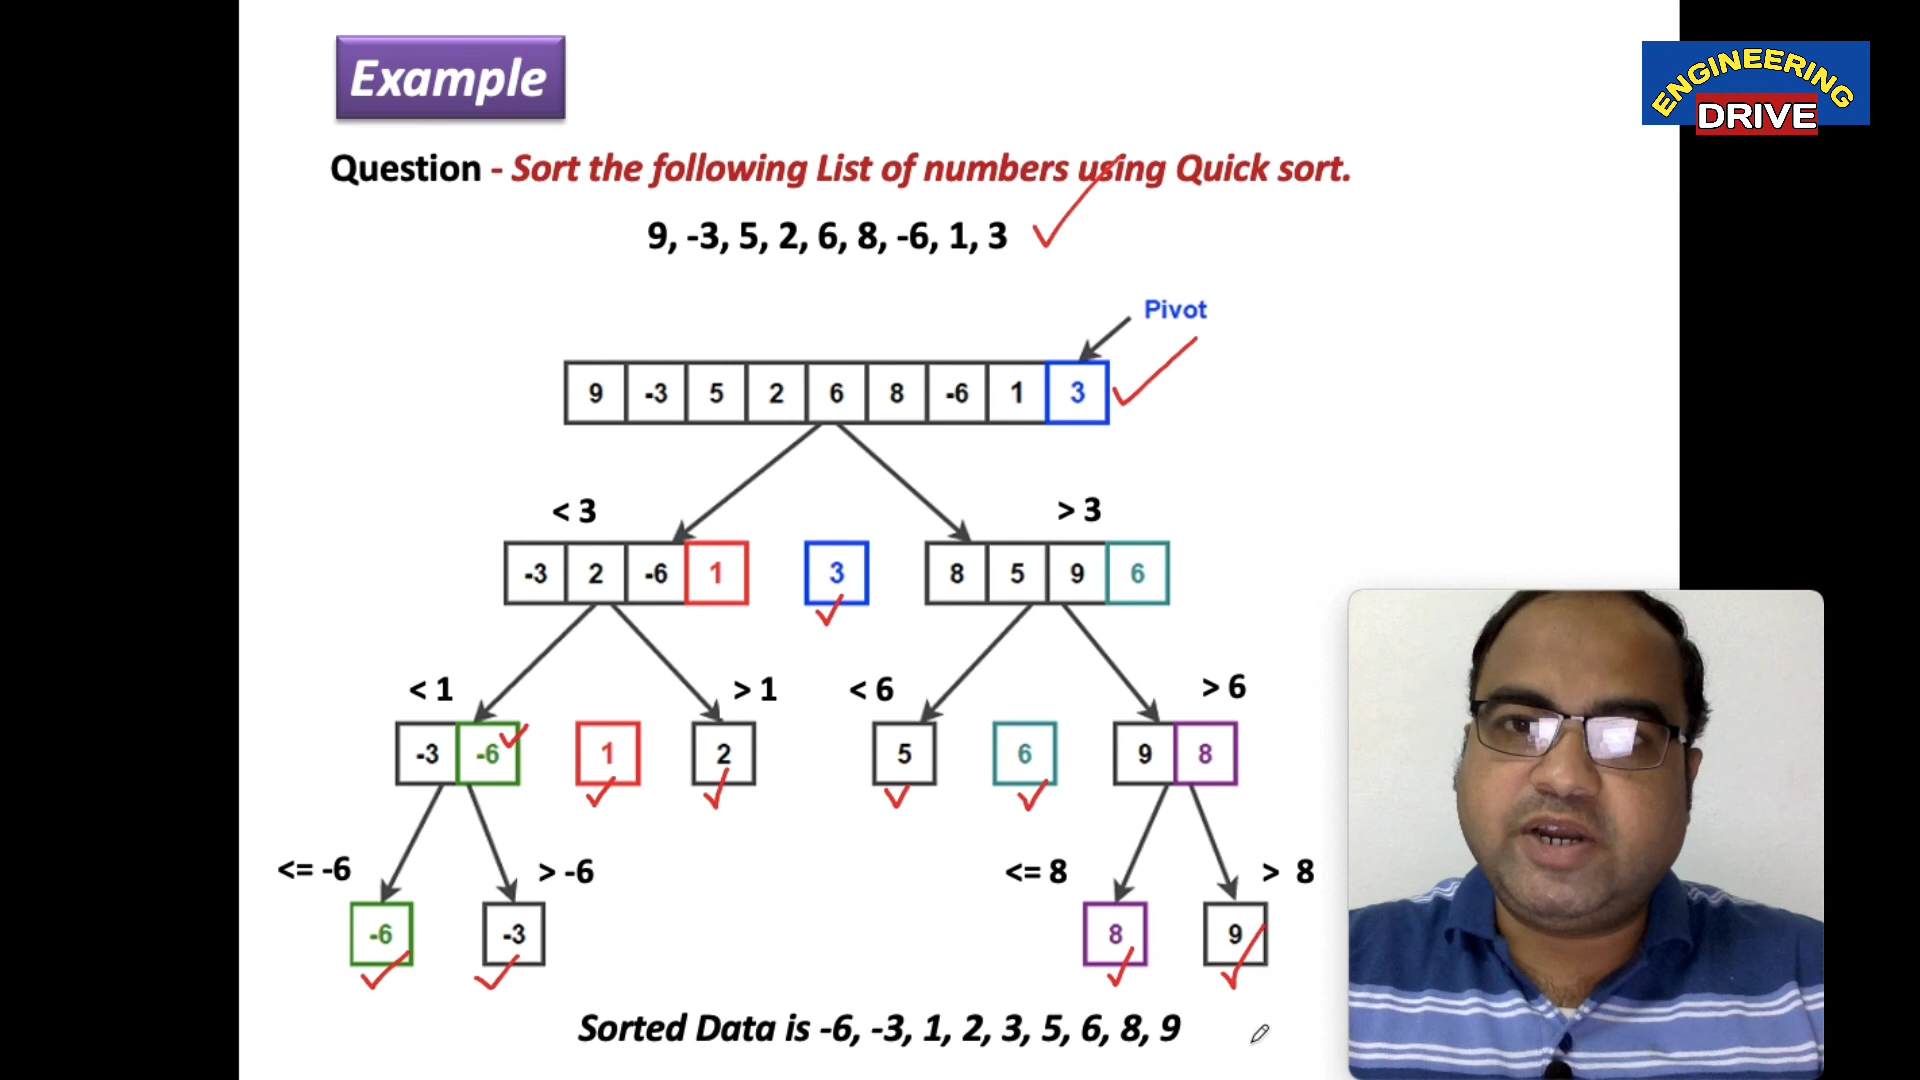 Example
ENGINEERING
DRIVE
Question - Sort the following List of numbers using Quick sort.
9, -3, 5, 2, 6, 8, -6, 1, 3
Pivot
9 -3 5 2 6 8 -6 1 3
< 3 > 3
-3 2 -6 1 3 8 5 9 6
< 1 > 1 < 6 > 6
-3 -6 1 2 5 6 9 8
<= -6 > -6 <= 8 > 8
-6 -3 8 9
Sorted Data is -6, -3, 1, 2, 3, 5, 6, 8, 9